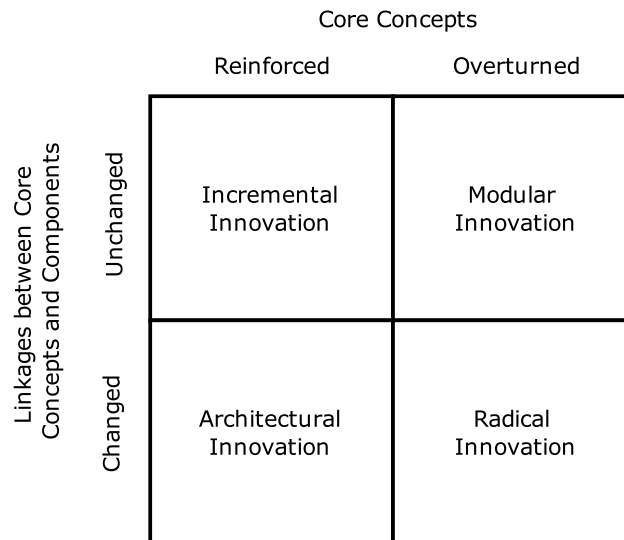 Core Concepts
Reinforced
Overturned
Linkages between Core
Concepts and Components
Unchanged
Incremental
Innovation
Modular
Innovation
Changed
Architectural
Innovation
Radical
Innovation